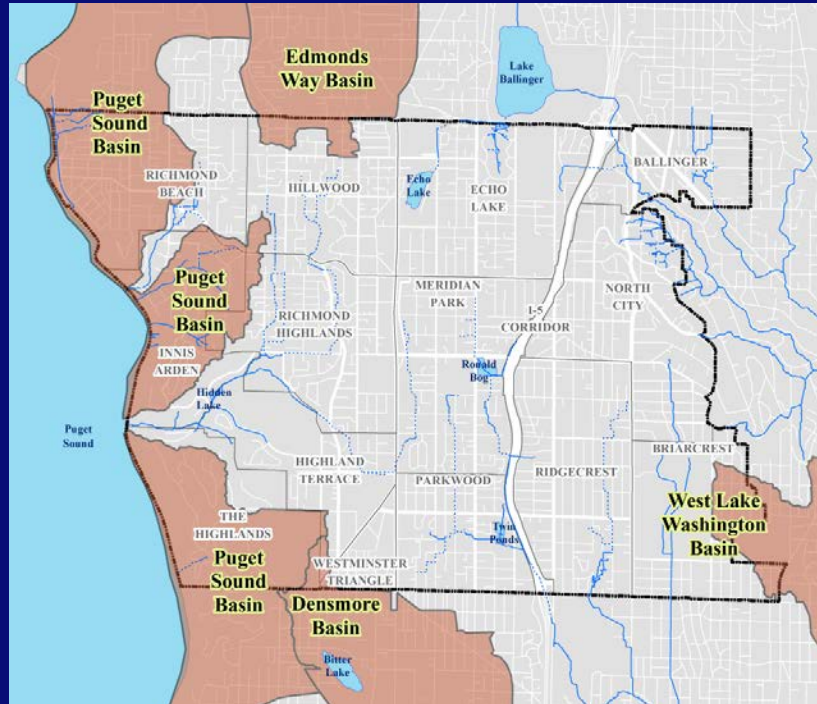 Edmonds
Way Basin
Lake
Ballinger
Puget
Sound
Basin
RICHMOND
BEACH
HILLWOOD
Echo
Lake
ECHO
LAKE
BALLINGER
Puget
Sound
Basin
INNIS
ARDEN
RICHMOND
HIGHLANDS
MERIDIAN
PARK
I-5
CORRIDOR
NORTH
CITY
Ronald
Bog
Hidden
Lake
Puget
Sound
HIGHLAND
TERRACE
PARKWOOD
RIDGECREST
BRIARCREST
West Lake
Washington
Basin
THE
HIGHLANDS
Puget
Sound
Basin
WESTMINSTER
TRIANGLE
Twin
Ponds
Densmore
Basin
Bitter
Lake